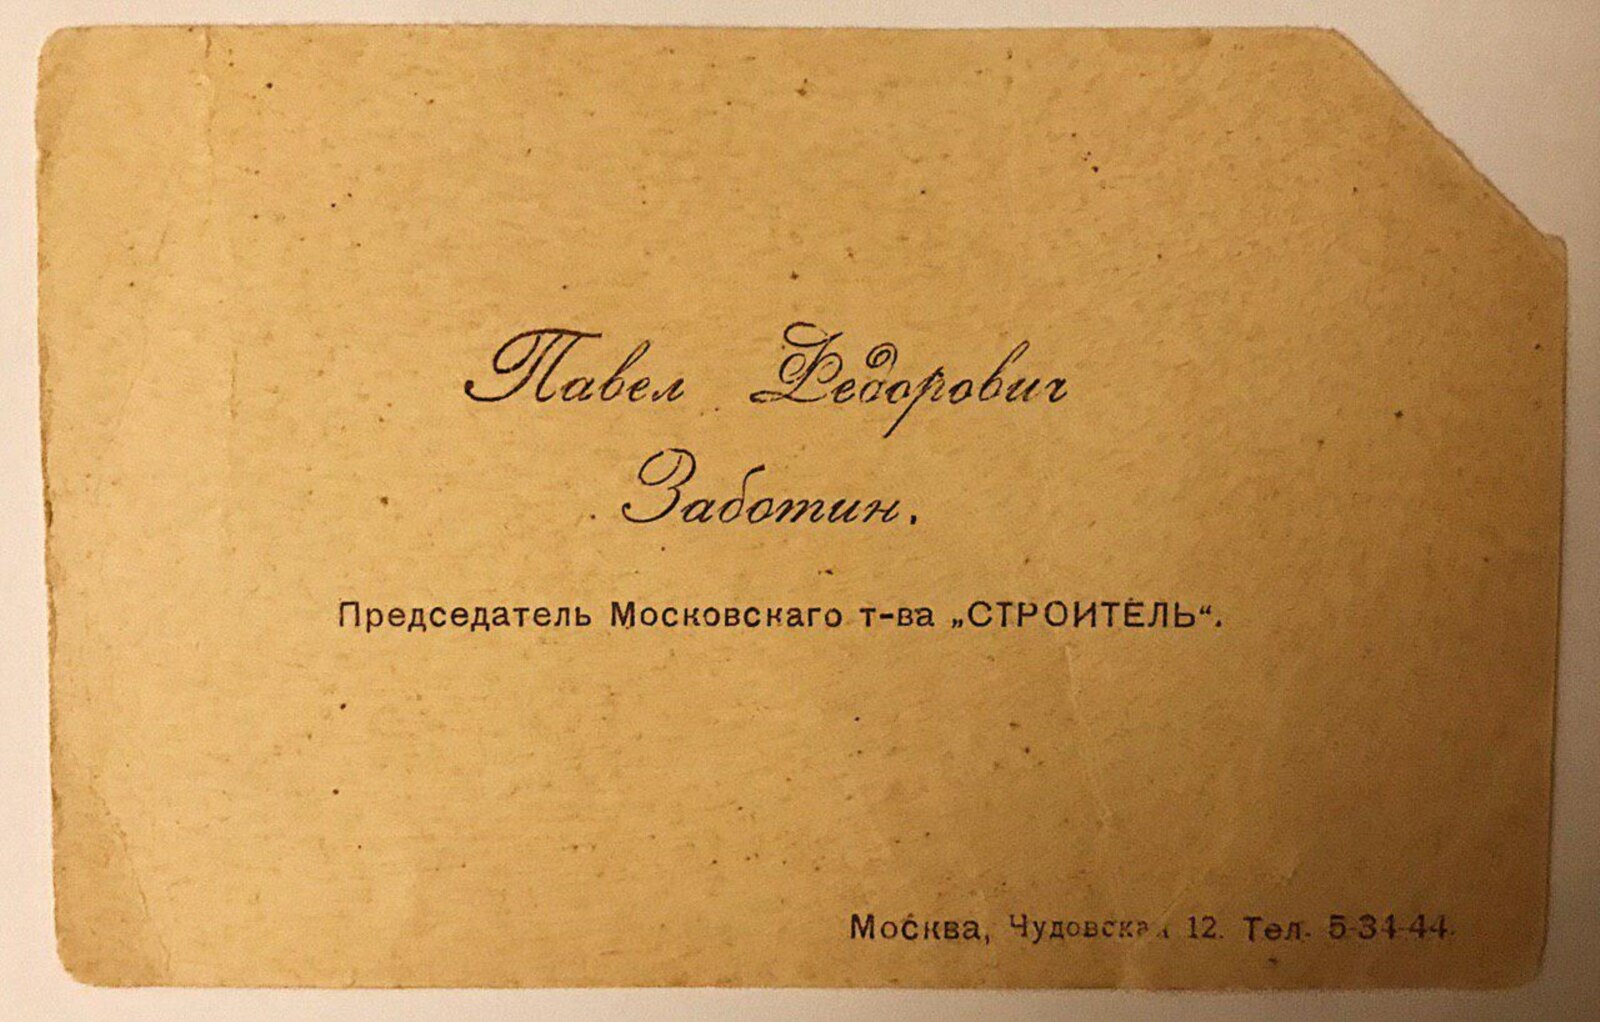 Павел Федорович
Заботин.
Председатель Московскаго т-ва „СТРОИТЕЛЬ“.
Москва, Чудовская 12. Тел. 5-34-44.